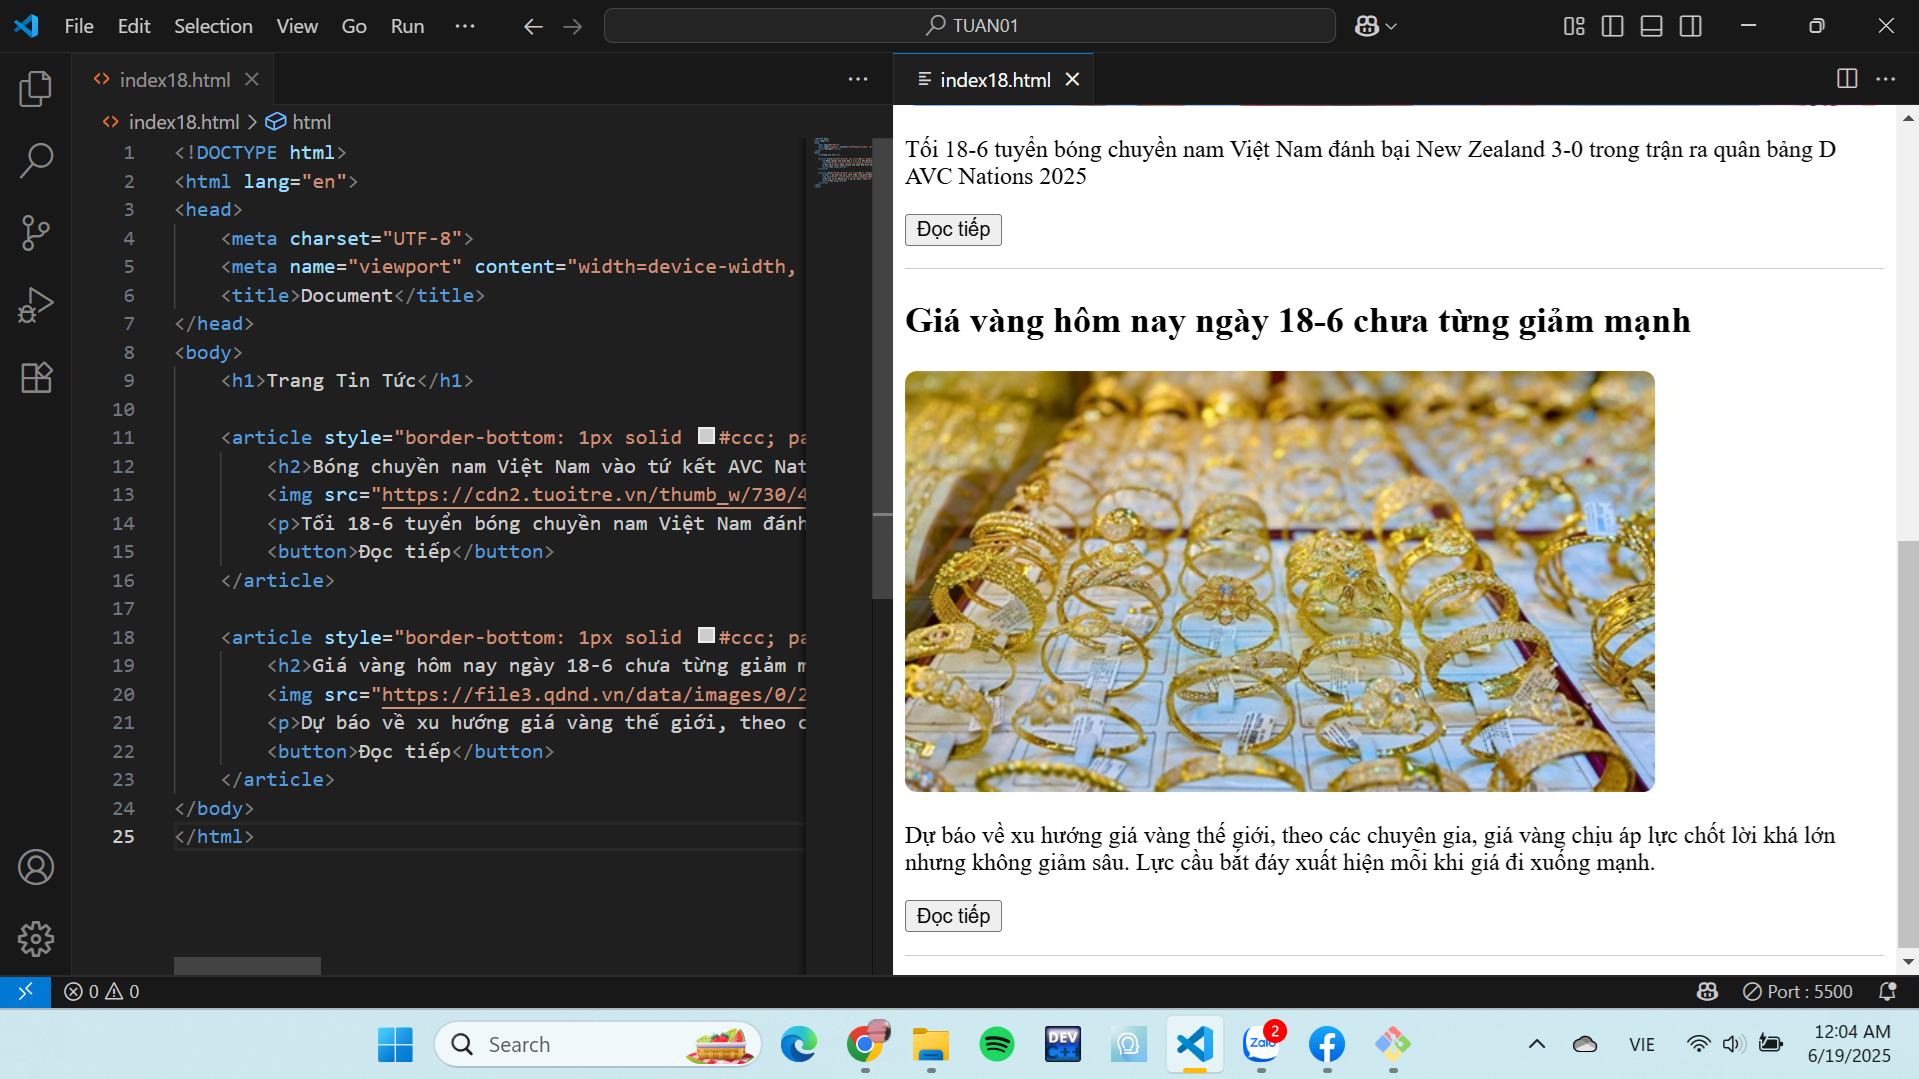 File Edit Selection View Go Run ··· TUAN01
index18.html
index18.html > html
1 <!DOCTYPE html>
2 <html lang="en">
3 <head>
4 <meta charset="UTF-8">
5 <meta name="viewport" content="width=device-width,
6 <title>Document</title>
7 </head>
8 <body>
9 <h1>Trang Tin Tức</h1>
10
11 <article style="border-bottom: 1px solid #ccc; pa
12 <h2>Bóng chuyền nam Việt Nam vào tứ kết AVC Nat
13 <img src="https://cdn2.tuoitre.vn/thumb_w/730/4
14 <p>Tối 18-6 tuyển bóng chuyền nam Việt Nam đánh
15 <button>Đọc tiếp</button>
16 </article>
17
18 <article style="border-bottom: 1px solid #ccc; pa
19 <h2>Giá vàng hôm nay ngày 18-6 chưa từng giảm m
20 <img src="https://file3.qdnd.vn/data/images/0/2
21 <p>Dự báo về xu hướng giá vàng thế giới, theo c
22 <button>Đọc tiếp</button>
23 </article>
24 </body>
25 </html>
index18.html
Tối 18-6 tuyển bóng chuyền nam Việt Nam đánh bại New Zealand 3-0 trong trận ra quân bảng D
AVC Nations 2025
Đọc tiếp
Giá vàng hôm nay ngày 18-6 chưa từng giảm mạnh
Dự báo về xu hướng giá vàng thế giới, theo các chuyên gia, giá vàng chịu áp lực chốt lời khá lớn
nhưng không giảm sâu. Lực cầu bắt đáy xuất hiện mỗi khi giá đi xuống mạnh.
Đọc tiếp
0 0 Port : 5500
Search
DEV C++
Zalo 2
VIE
12:04 AM
6/19/2025